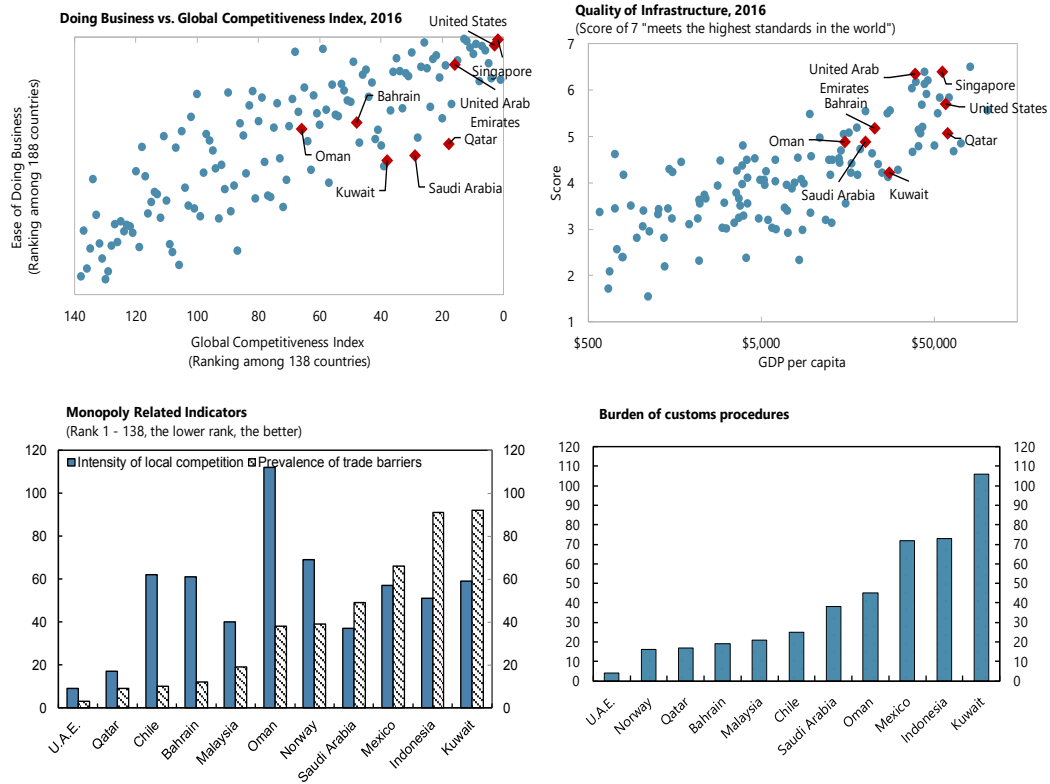 Doing Business vs. Global Competitiveness Index, 2016
United States
Singapore
United Arab
Emirates
Bahrain
Qatar
Oman
Kuwait
Saudi Arabia
Ease of Doing Business
(Ranking among 188 countries)
140 120 100 80 60 40 20 0
Global Competitiveness Index
(Ranking among 138 countries)
Quality of Infrastructure, 2016
(Score of 7 "meets the highest standards in the world")
7
6
5
4
3
2
1
Score
United Arab
Emirates
Bahrain
Singapore
United States
Oman
Qatar
Saudi Arabia
Kuwait
$500 $5,000 $50,000
GDP per capita
Monopoly Related Indicators
(Rank 1 - 138, the lower rank, the better)
Intensity of local competition Prevalence of trade barriers
120 120
100 100
80 80
60 60
40 40
20 20
0 0
U.A.E. Qatar Chile Bahrain Malaysia Oman Norway Saudi Arabia Mexico Indonesia Kuwait
Burden of customs procedures
120 120
110 110
100 100
90 90
80 80
70 70
60 60
50 50
40 40
30 30
20 20
10 10
0 0
U.A.E. Norway Qatar Bahrain Malaysia Chile Saudi Arabia Oman Mexico Indonesia Kuwait